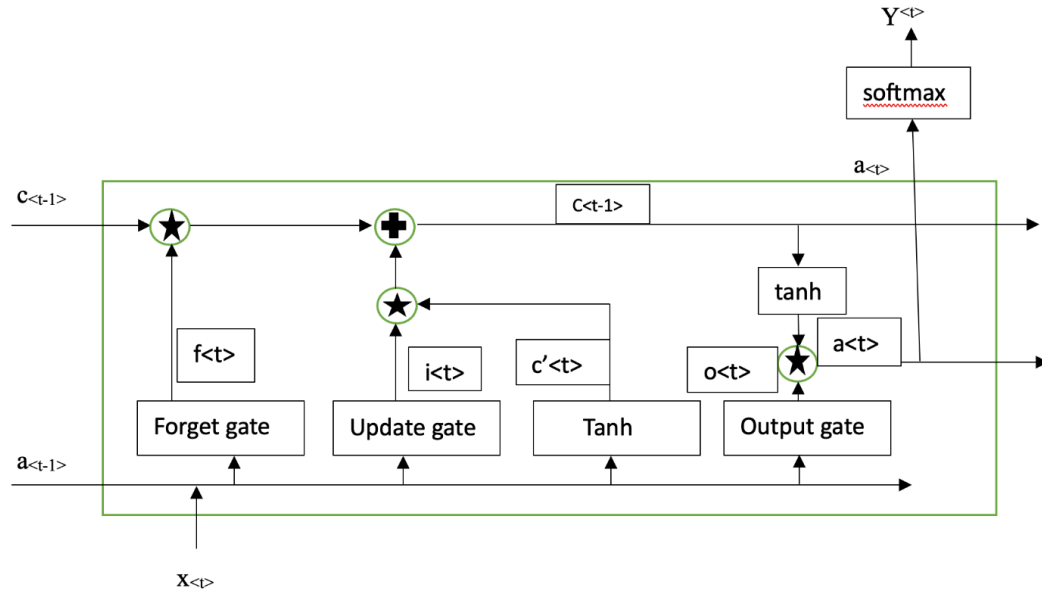 Y<t>
softmax
a<t>
c<t-1>
C<t-1>
tanh
f<t>
i<t>
c’<t>
o<t>
a<t>
Forget gate
Update gate
Tanh
Output gate
a<t-1>
x<t>